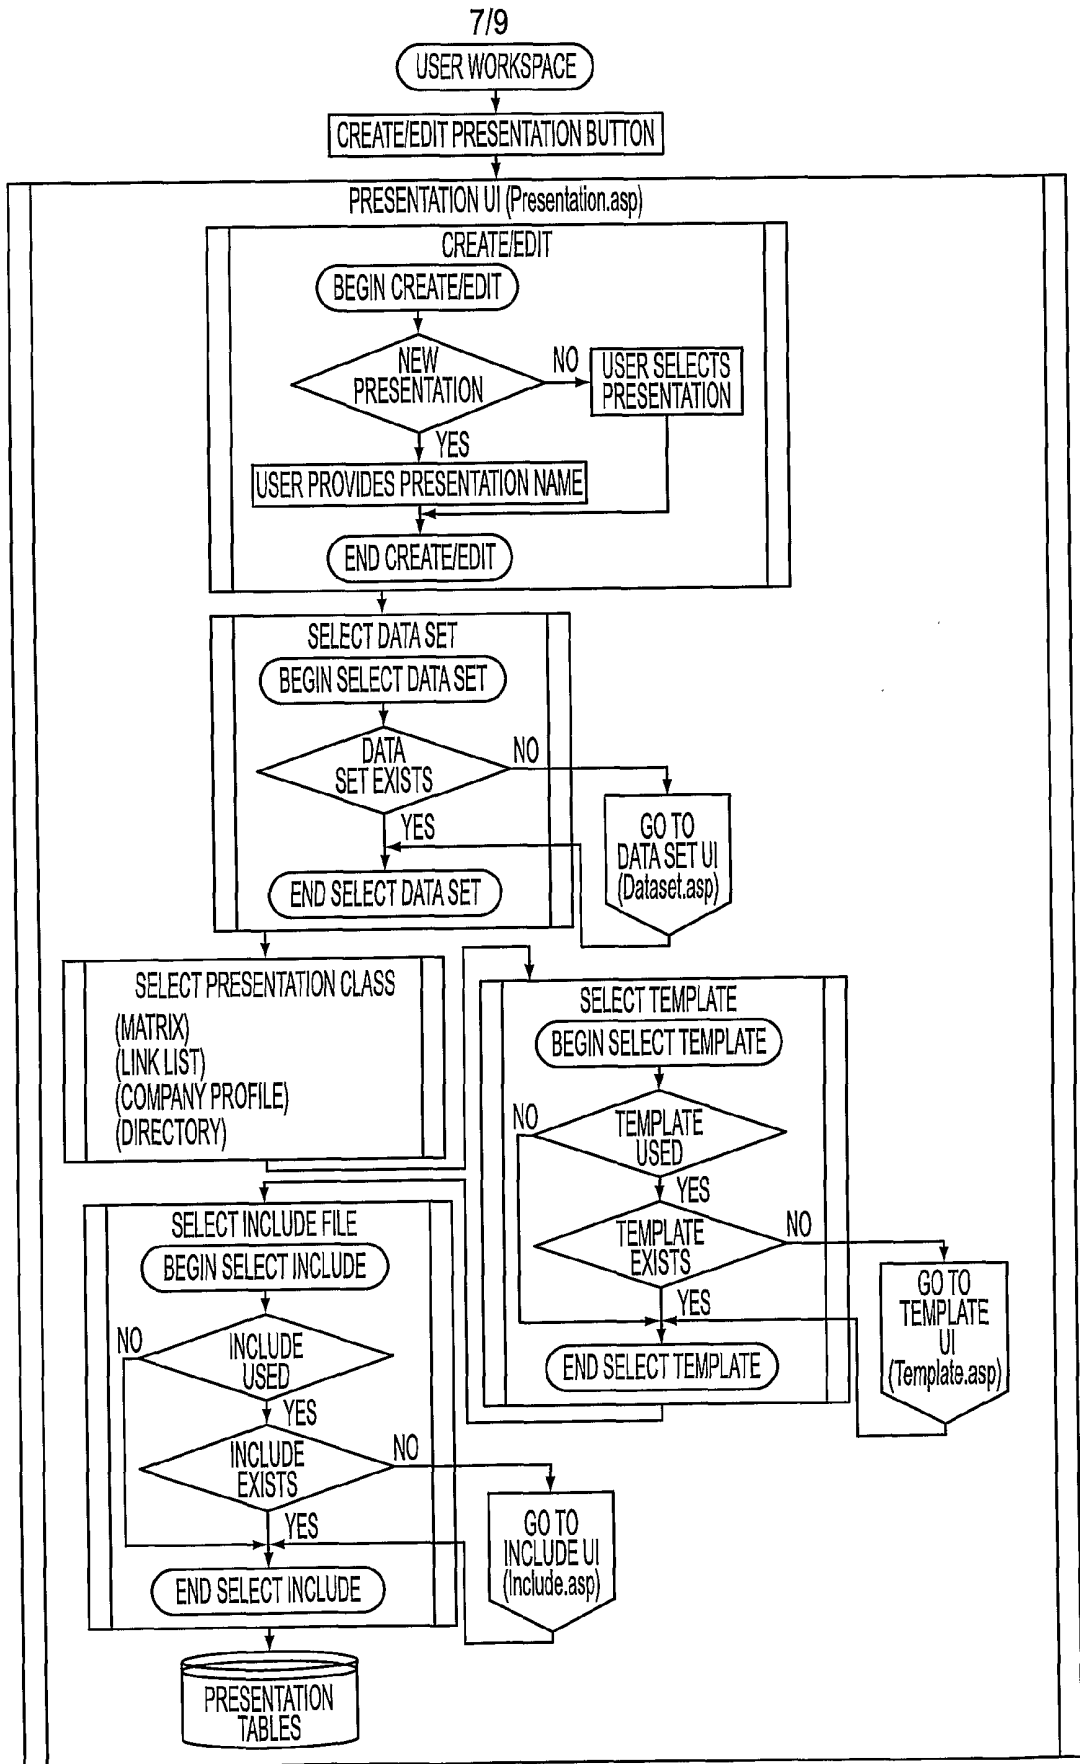 7/9
USER WORKSPACE
CREATE/EDIT PRESENTATION BUTTON
PRESENTATION UI (Presentation.asp)
CREATE/EDIT
BEGIN CREATE/EDIT
NEW
PRESENTATION
NO
USER SELECTS
PRESENTATION
YES
USER PROVIDES PRESENTATION NAME
END CREATE/EDIT
SELECT DATA SET
BEGIN SELECT DATA SET
DATA
SET EXISTS
NO
YES
GO TO
DATA SET UI
(Dataset.asp)
END SELECT DATA SET
SELECT PRESENTATION CLASS
(MATRIX)
(LINK LIST)
(COMPANY PROFILE)
(DIRECTORY)
SELECT TEMPLATE
BEGIN SELECT TEMPLATE
NO
TEMPLATE
USED
YES
TEMPLATE
EXISTS
NO
YES
GO TO
TEMPLATE
UI
(Template.asp)
END SELECT TEMPLATE
SELECT INCLUDE FILE
BEGIN SELECT INCLUDE
NO
INCLUDE
USED
YES
INCLUDE
EXISTS
NO
YES
GO TO
INCLUDE UI
(Include.asp)
END SELECT INCLUDE
PRESENTATION
TABLES